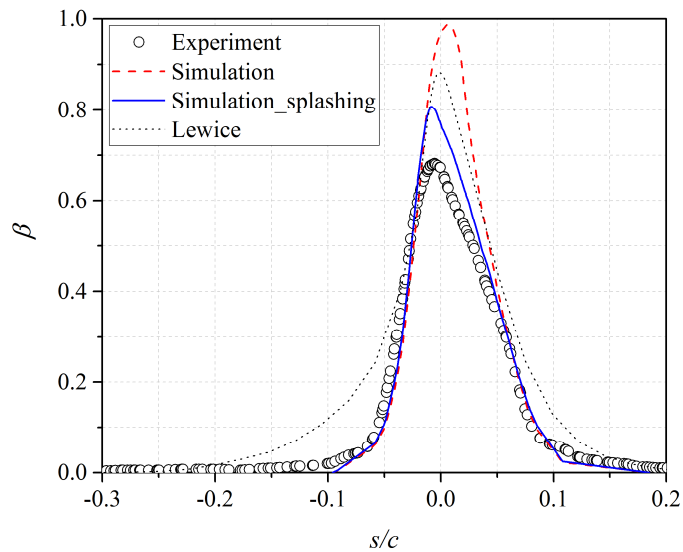 1.0
Experiment
Simulation
Simulation_splashing
Lewice
0.8
0.6
β
0.4
0.2
0.0
-0.3 -0.2 -0.1 0.0 0.1 0.2
s/c